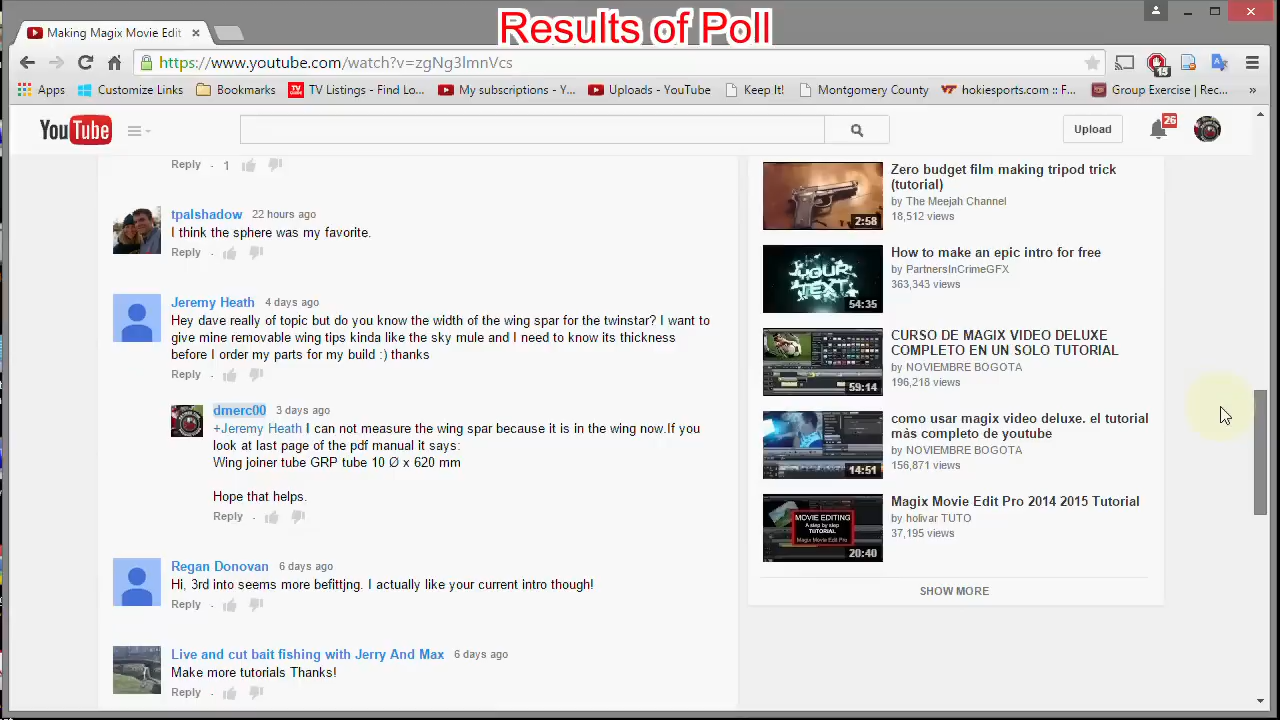 Results of Poll
Making Magix Movie Edit
https://www.youtube.com/watch?v=zgNg3ImnVcs
15
Apps
Customize Links
Bookmarks
TV Listings - Find Lo...
My subscriptions - Y...
Uploads - YouTube
Keep It!
Montgomery County
hokiesports.com :: F...
Group Exercise | Rec...
»
YouTube
Upload
26
Reply · 1
tpalshadow 22 hours ago
I think the sphere was my favorite.
Reply ·
Jeremy Heath 4 days ago
Hey dave really of topic but do you know the width of the wing spar for the twinstar? I want to
give mine removable wing tips kinda like the sky mule and I need to know its thickness
before I order my parts for my build :) thanks
Reply ·
dmerc00 3 days ago
+Jeremy Heath I can not measure the wing spar because it is in the wing now.If you
look at last page of the pdf manual it says:
Wing joiner tube GRP tube 10 Ø x 620 mm
Hope that helps.
Reply ·
Regan Donovan 6 days ago
Hi, 3rd into seems more befittjng. I actually like your current intro though!
Reply ·
Live and cut bait fishing with Jerry And Max 6 days ago
Make more tutorials Thanks!
Reply ·
2:58
Zero budget film making tripod trick
(tutorial)
by The Meejah Channel
18,512 views
YOUR
TEXT
54:35
How to make an epic intro for free
by PartnersInCrimeGFX
363,343 views
59:14
CURSO DE MAGIX VIDEO DELUXE
COMPLETO EN UN SOLO TUTORIAL
by NOVIEMBRE BOGOTA
196,218 views
14:51
como usar magix video deluxe. el tutorial
màs completo de youtube
by NOVIEMBRE BOGOTA
156,871 views
MOVIE EDITING
A step by step
TUTORIAL
Magix Movie Edit Pro
20:40
Magix Movie Edit Pro 2014 2015 Tutorial
by holivar TUTO
37,195 views
SHOW MORE